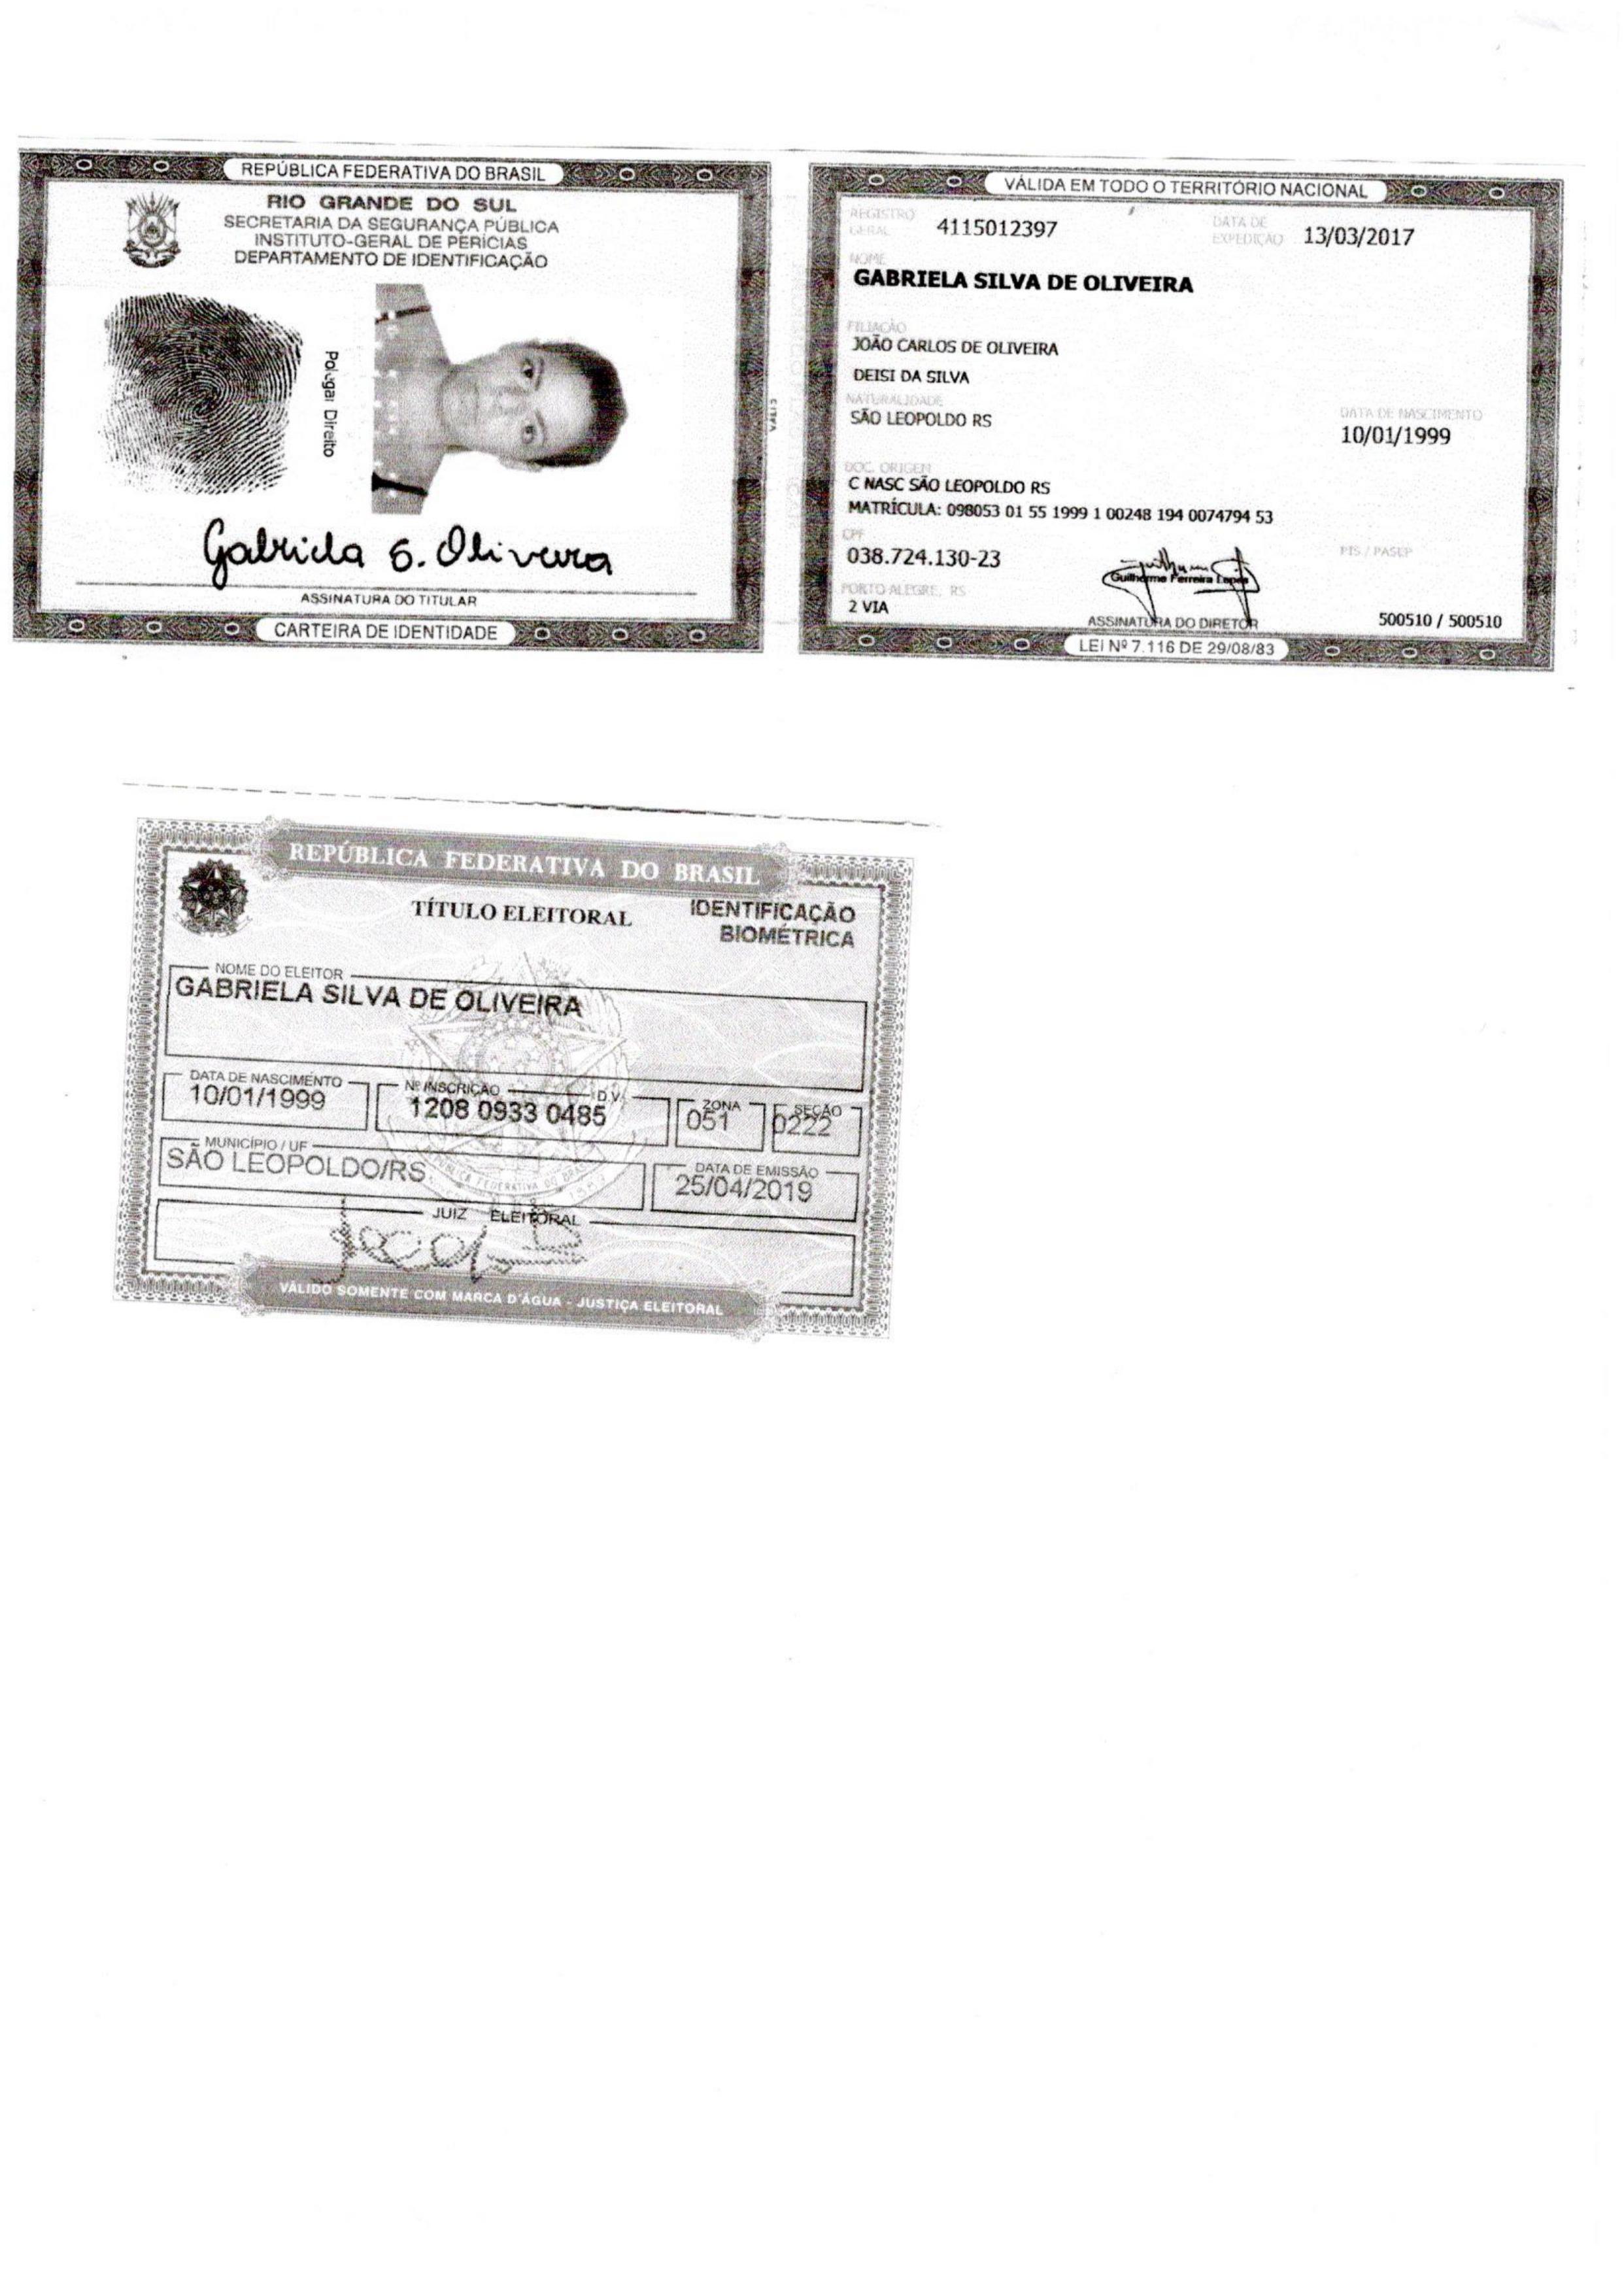 REPÚBLICA FEDERATIVA DO BRASIL
RIO GRANDE DO SUL
SECRETARIA DA SEGURANÇA PÚBLICA
INSTITUTO-GERAL DE PERÍCIAS
DEPARTAMENTO DE IDENTIFICAÇÃO
Polegar Direito
Gabriela S. Oliveira
ASSINATURA DO TITULAR
CARTEIRA DE IDENTIDADE
VÁLIDA EM TODO O TERRITÓRIO NACIONAL
REGISTRO GERAL 4115012397 DATA DE EXPEDIÇÃO 13/03/2017
NOME
GABRIELA SILVA DE OLIVEIRA
FILIAÇÃO
JOÃO CARLOS DE OLIVEIRA
DEISI DA SILVA
NATURALIDADE
SÃO LEOPOLDO RS
DATA DE NASCIMENTO
10/01/1999
DOC. ORIGEM
C NASC SÃO LEOPOLDO RS
MATRÍCULA: 098053 01 55 1999 1 00248 194 0074794 53
CPF
038.724.130-23
PIS / PASEP
Guilherme Ferreira Lopes
PORTO ALEGRE, RS
2 VIA
ASSINATURA DO DIRETOR
500510 / 500510
LEI Nº 7.116 DE 29/08/83
REPÚBLICA FEDERATIVA DO BRASIL
TÍTULO ELEITORAL
IDENTIFICAÇÃO
BIOMÉTRICA
NOME DO ELEITOR
GABRIELA SILVA DE OLIVEIRA
DATA DE NASCIMENTO
10/01/1999
Nº INSCRIÇÃO D.V.
1208 0933 0485
ZONA
051
SEÇÃO
0222
MUNICÍPIO / UF
SÃO LEOPOLDO/RS
DATA DE EMISSÃO
25/04/2019
JUIZ ELEITORAL
VÁLIDO SOMENTE COM MARCA D'ÁGUA - JUSTIÇA ELEITORAL